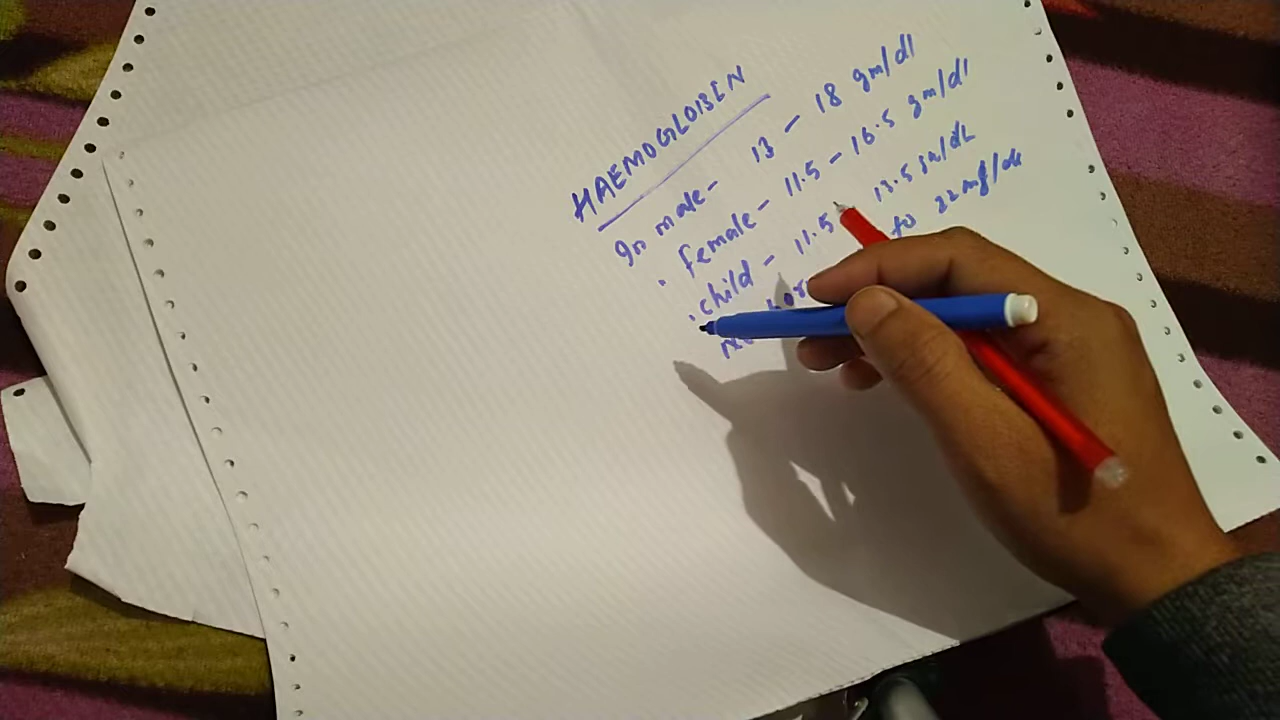 HAEMOGLOBIN
In male - 13 - 18 gm/dl
. female - 11.5 - 16.5 gm/dl
. child - 11.5 13.5 gm/dL
to 22 mg/dl